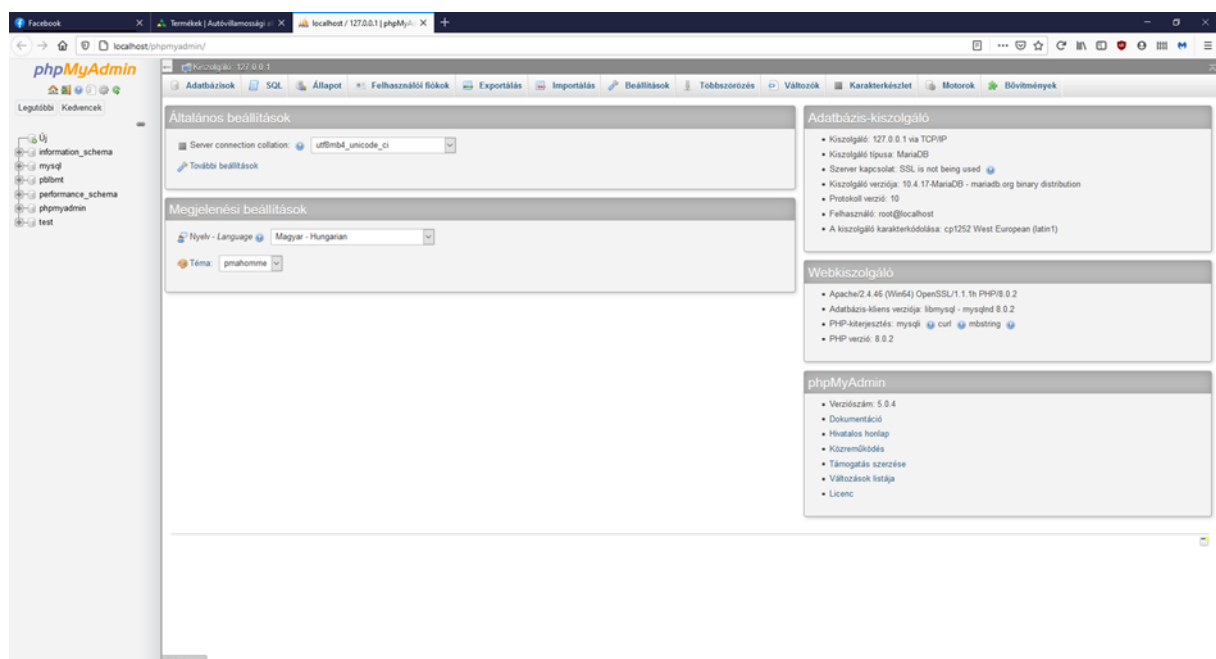 Facebook
Termékek | Autóvillamossági al
localhost / 127.0.0.1 | phpMyAd
localhost/phpmyadmin/
phpMyAdmin
Legutóbbi Kedvencek
Új
information_schema
mysql
pblbmt
performance_schema
phpmyadmin
test
Kiszolgáló: 127.0.0.1
Adatbázisok SQL Állapot Felhasználói fiókok Exportálás Importálás Beállítások Többszörözés Változók Karakterkészlet Motorok Bővítmények
Általános beállítások
Server connection collation: utf8mb4_unicode_ci
További beállítások
Megjelenési beállítások
Nyelv - Language Magyar - Hungarian
Téma: pmahomme
Adatbázis-kiszolgáló
Kiszolgáló: 127.0.0.1 via TCP/IP
Kiszolgáló típusa: MariaDB
Szerver kapcsolat: SSL is not being used
Kiszolgáló verziója: 10.4.17-MariaDB - mariadb.org binary distribution
Protokoll verzió: 10
Felhasználó: root@localhost
A kiszolgáló karakterkódolása: cp1252 West European (latin1)
Webkiszolgáló
Apache/2.4.46 (Win64) OpenSSL/1.1.1h PHP/8.0.2
Adatbázis-kliens verziója: libmysql - mysqlnd 8.0.2
PHP-kiterjesztés: mysqli curl mbstring
PHP verzió: 8.0.2
phpMyAdmin
Verziószám: 5.0.4
Dokumentáció
Hivatalos honlap
Közreműködés
Támogatás szerzése
Változások listája
Licenc